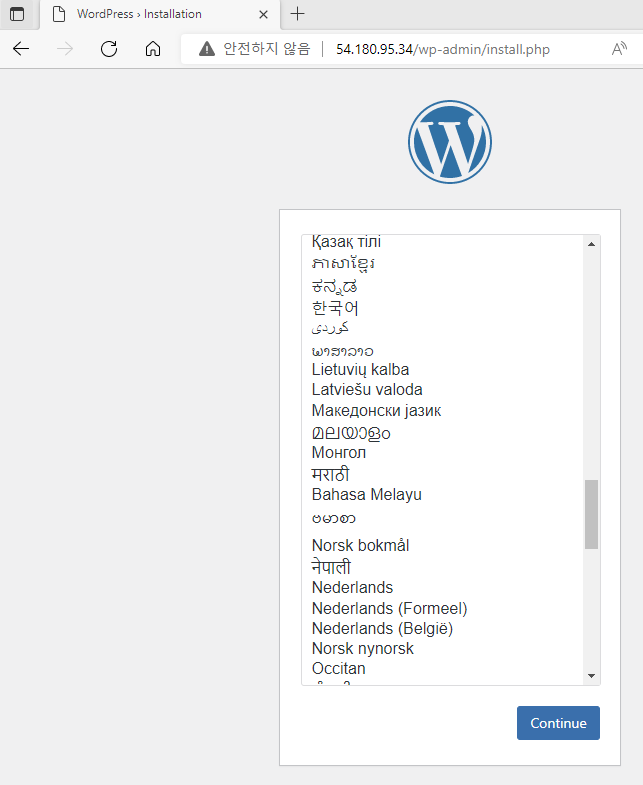 WordPress › Installation
안전하지 않음 | 54.180.95.34/wp-admin/install.php
Қазақ тілі
ភាសាខ្មែរ
ಕನ್ನಡ
한국어
كوردی
ພາສາລາວ
Lietuvių kalba
Latviešu valoda
Македонски јазик
മലയാളം
Монгол
मराठी
Bahasa Melayu
ဗမာစာ
Norsk bokmål
नेपाली
Nederlands
Nederlands (Formeel)
Nederlands (België)
Norsk nynorsk
Occitan
Continue